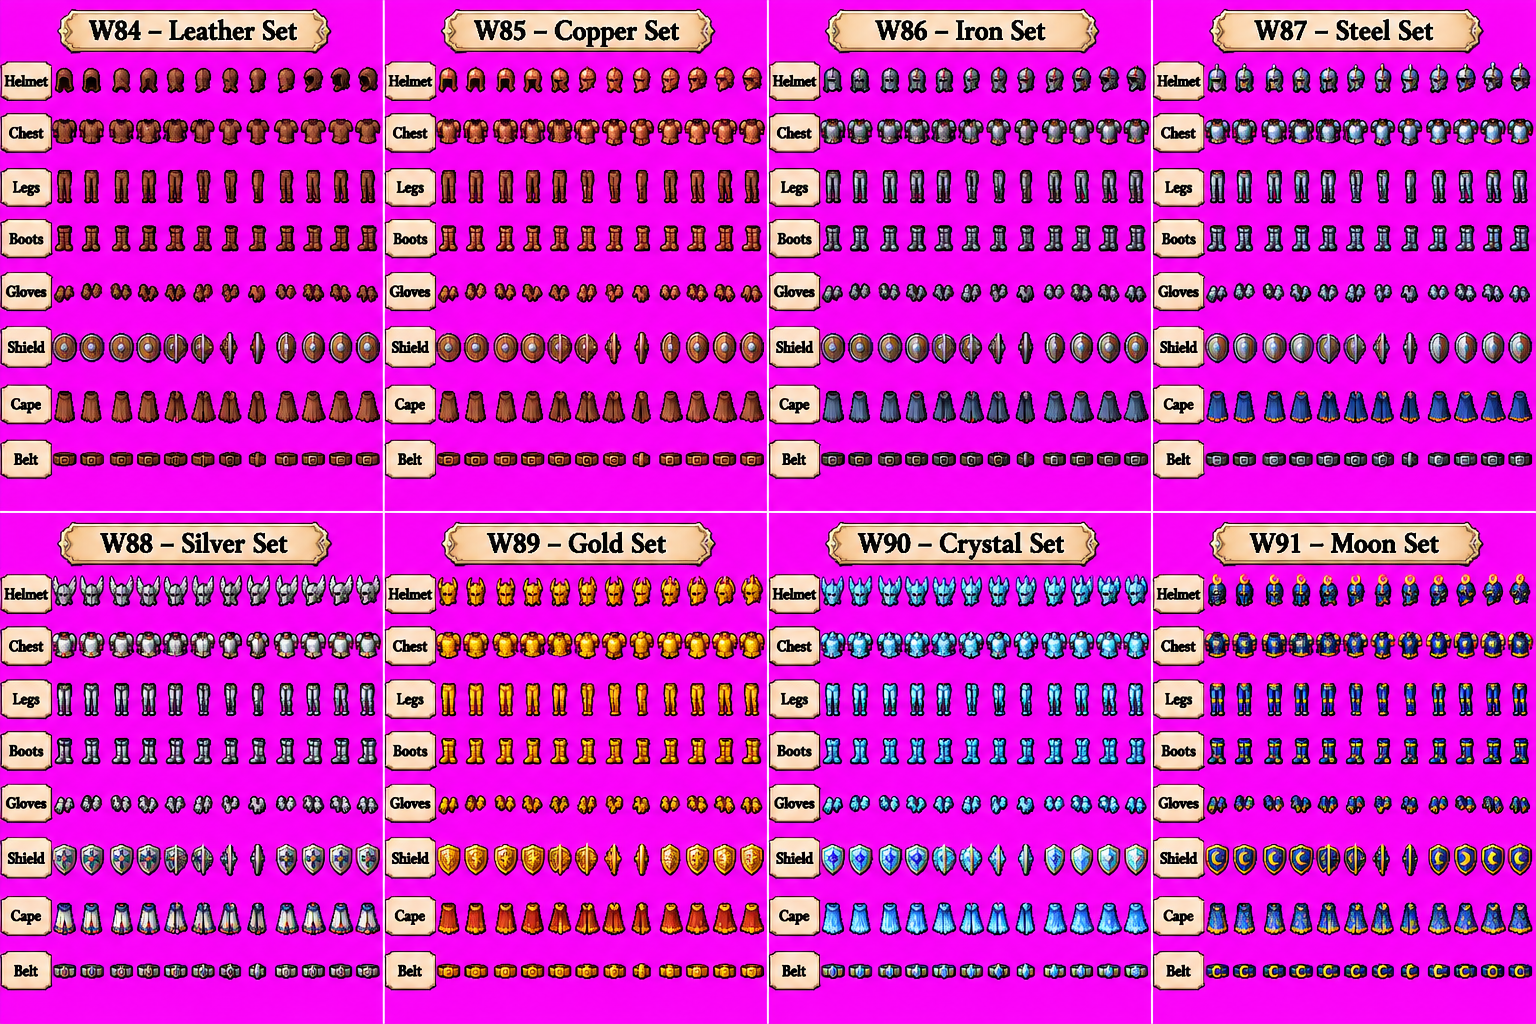 W84 – Leather Set
Helmet
Chest
Legs
Boots
Gloves
Shield
Cape
Belt
W85 – Copper Set
Helmet
Chest
Legs
Boots
Gloves
Shield
Cape
Belt
W86 – Iron Set
Helmet
Chest
Legs
Boots
Gloves
Shield
Cape
Belt
W87 – Steel Set
Helmet
Chest
Legs
Boots
Gloves
Shield
Cape
Belt
W88 – Silver Set
Helmet
Chest
Legs
Boots
Gloves
Shield
Cape
Belt
W89 – Gold Set
Helmet
Chest
Legs
Boots
Gloves
Shield
Cape
Belt
W90 – Crystal Set
Helmet
Chest
Legs
Boots
Gloves
Shield
Cape
Belt
W91 – Moon Set
Helmet
Chest
Legs
Boots
Gloves
Shield
Cape
Belt